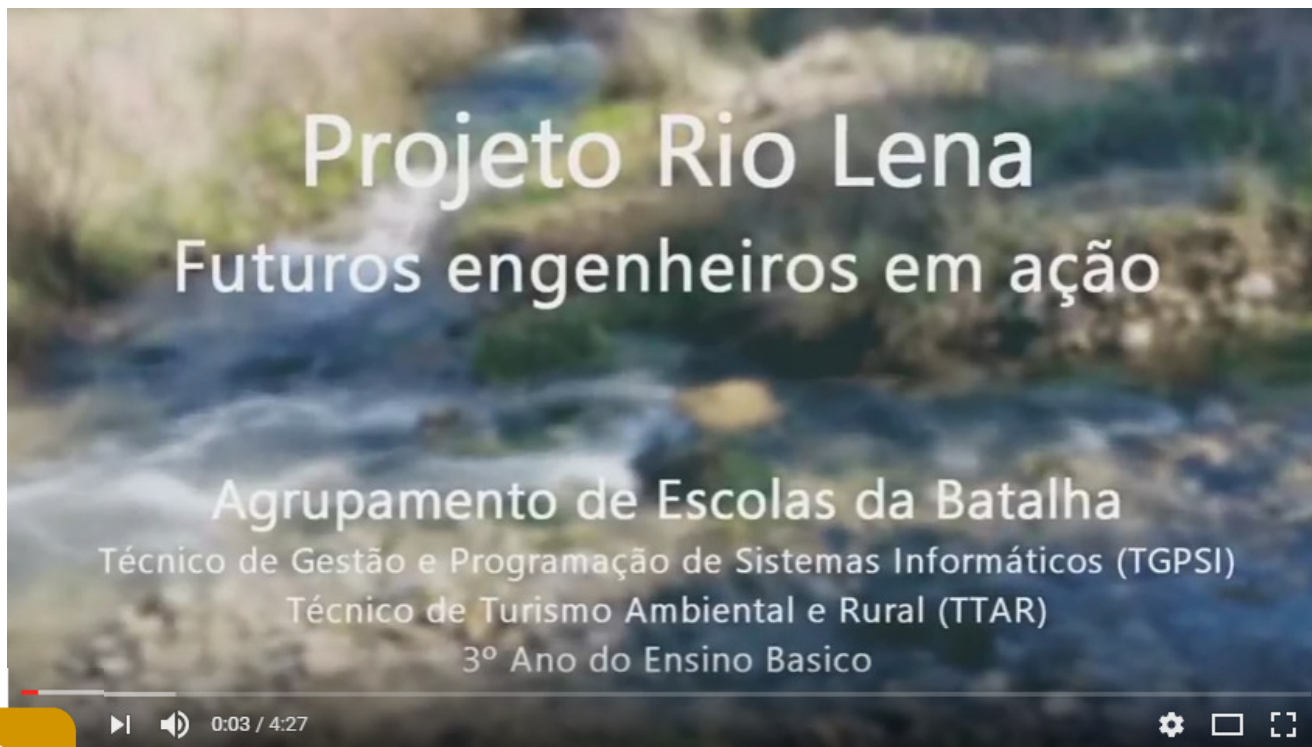 Projeto Rio Lena
Futuros engenheiros em ação
Agrupamento de Escolas da Batalha
Técnico de Gestão e Programação de Sistemas Informáticos (TGPSI)
Técnico de Turismo Ambiental e Rural (TTAR)
3º Ano do Ensino Basico
0:03 / 4:27